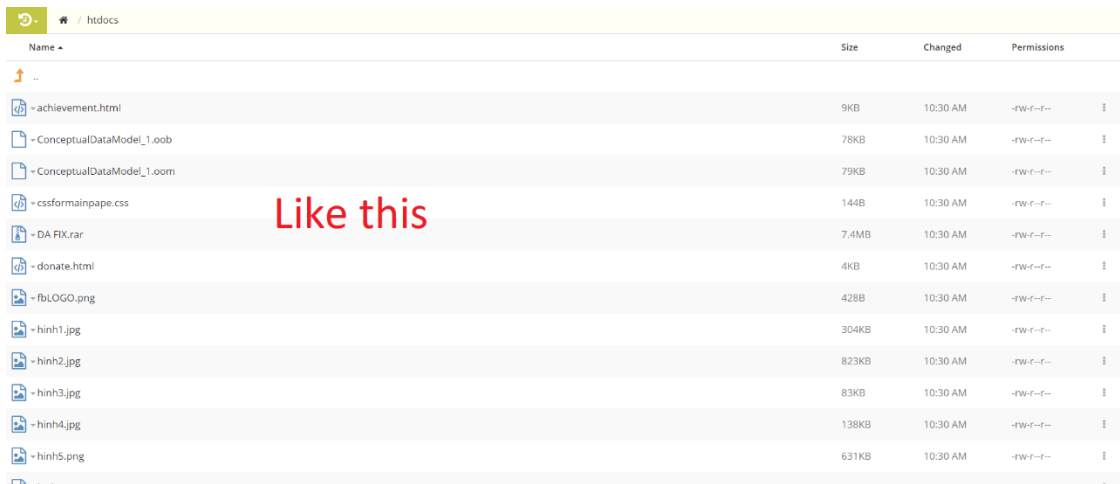 / htdocs
Name Size Changed Permissions
..
achievement.html 9KB 10:30 AM -rw-r--r--
ConceptualDataModel_1.oob 78KB 10:30 AM -rw-r--r--
ConceptualDataModel_1.oom 79KB 10:30 AM -rw-r--r--
cssformainpape.css 144B 10:30 AM -rw-r--r--
Like this
DA FIX.rar 7.4MB 10:30 AM -rw-r--r--
donate.html 4KB 10:30 AM -rw-r--r--
fbLOGO.png 428B 10:30 AM -rw-r--r--
hinh1.jpg 304KB 10:30 AM -rw-r--r--
hinh2.jpg 823KB 10:30 AM -rw-r--r--
hinh3.jpg 83KB 10:30 AM -rw-r--r--
hinh4.jpg 138KB 10:30 AM -rw-r--r--
hinh5.png 631KB 10:30 AM -rw-r--r--